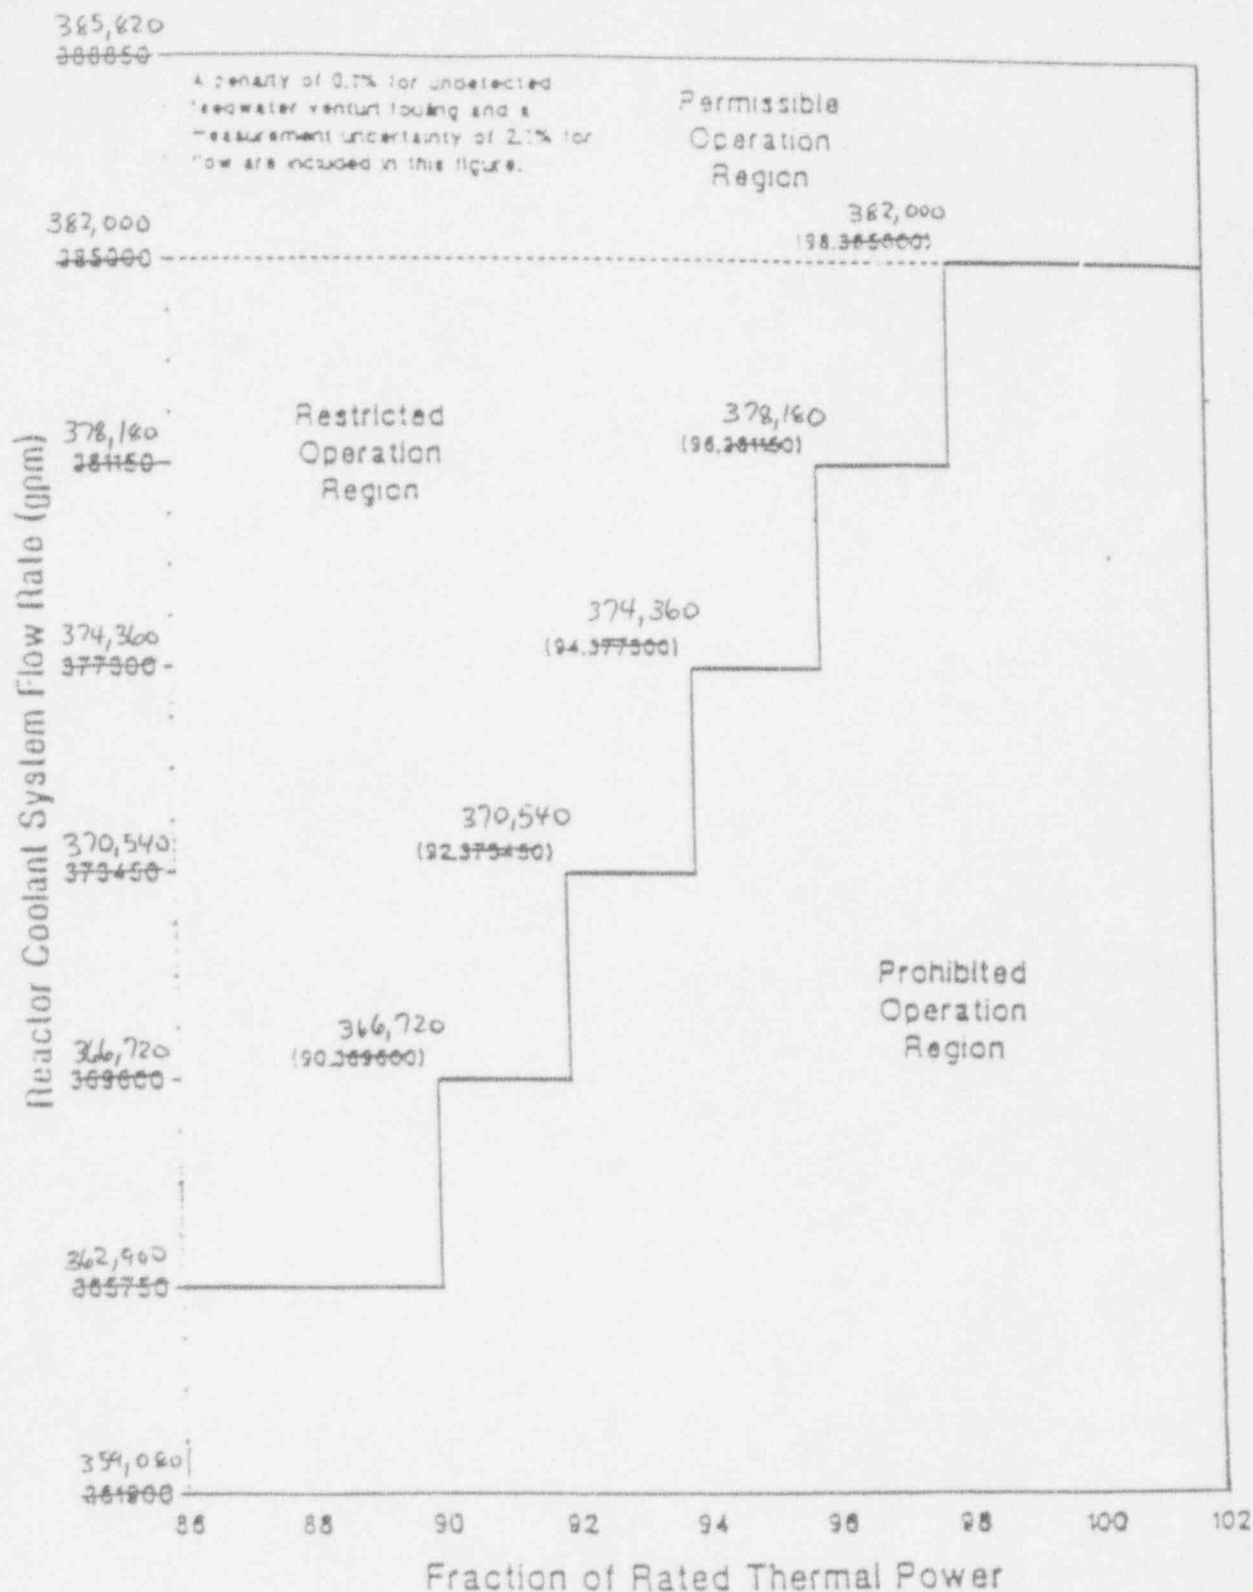 385,820
388850
A penalty of 0.1% for undetected
feedwater venturi fouling and a
measurement uncertainty of 2.1% for
flow are included in this figure.
Permissible
Operation
Region
382,000
385000
382,000
(98.385000)
Restricted
Operation
Region
378,180
381150
378,180
(96.381150)
Reactor Coolant System Flow Rate (gpm)
374,360
377300
374,360
(94.377300)
370,540
373450
370,540
(92.373450)
Prohibited
Operation
Region
366,720
369600
366,720
(90.369600)
362,900
365750
359,080
361900
86 88 90 92 94 96 98 100 102
Fraction of Rated Thermal Power